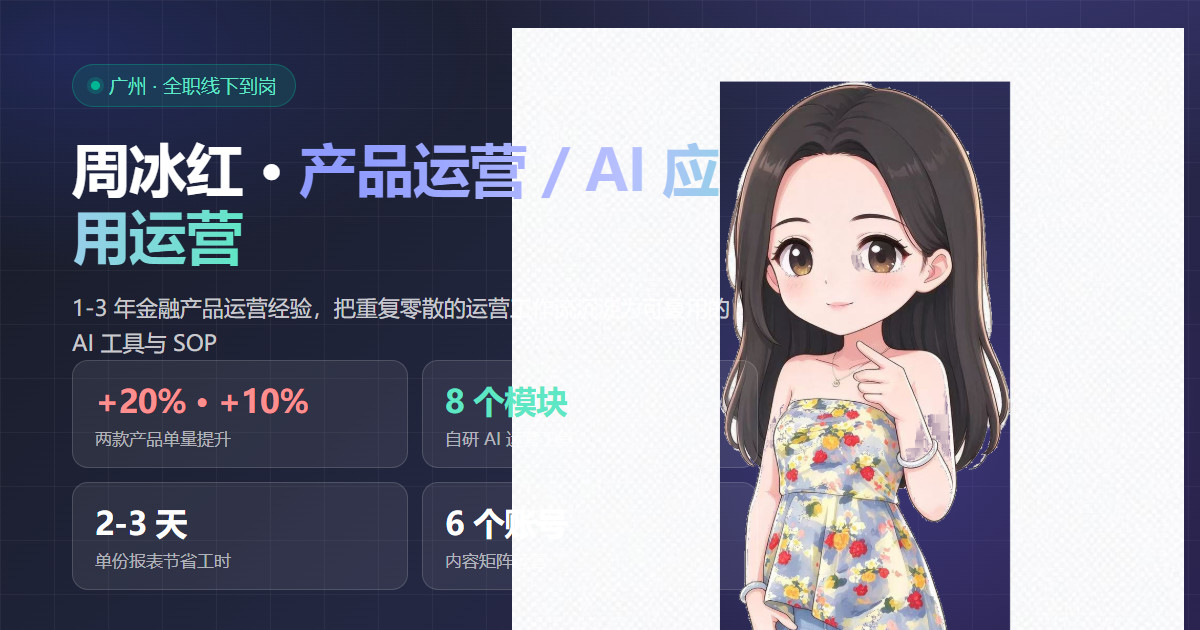 广州 · 全职线下到岗
周冰红 · 产品运营 / AI 应
用运营
1-3 年金融产品运营经验，把重复零散的运营
AI 工具与 SOP
+20% · +10%
两款产品单量提升
8 个模块
自研 AI
2-3 天
单份报表节省工时
6 个账号
内容矩阵